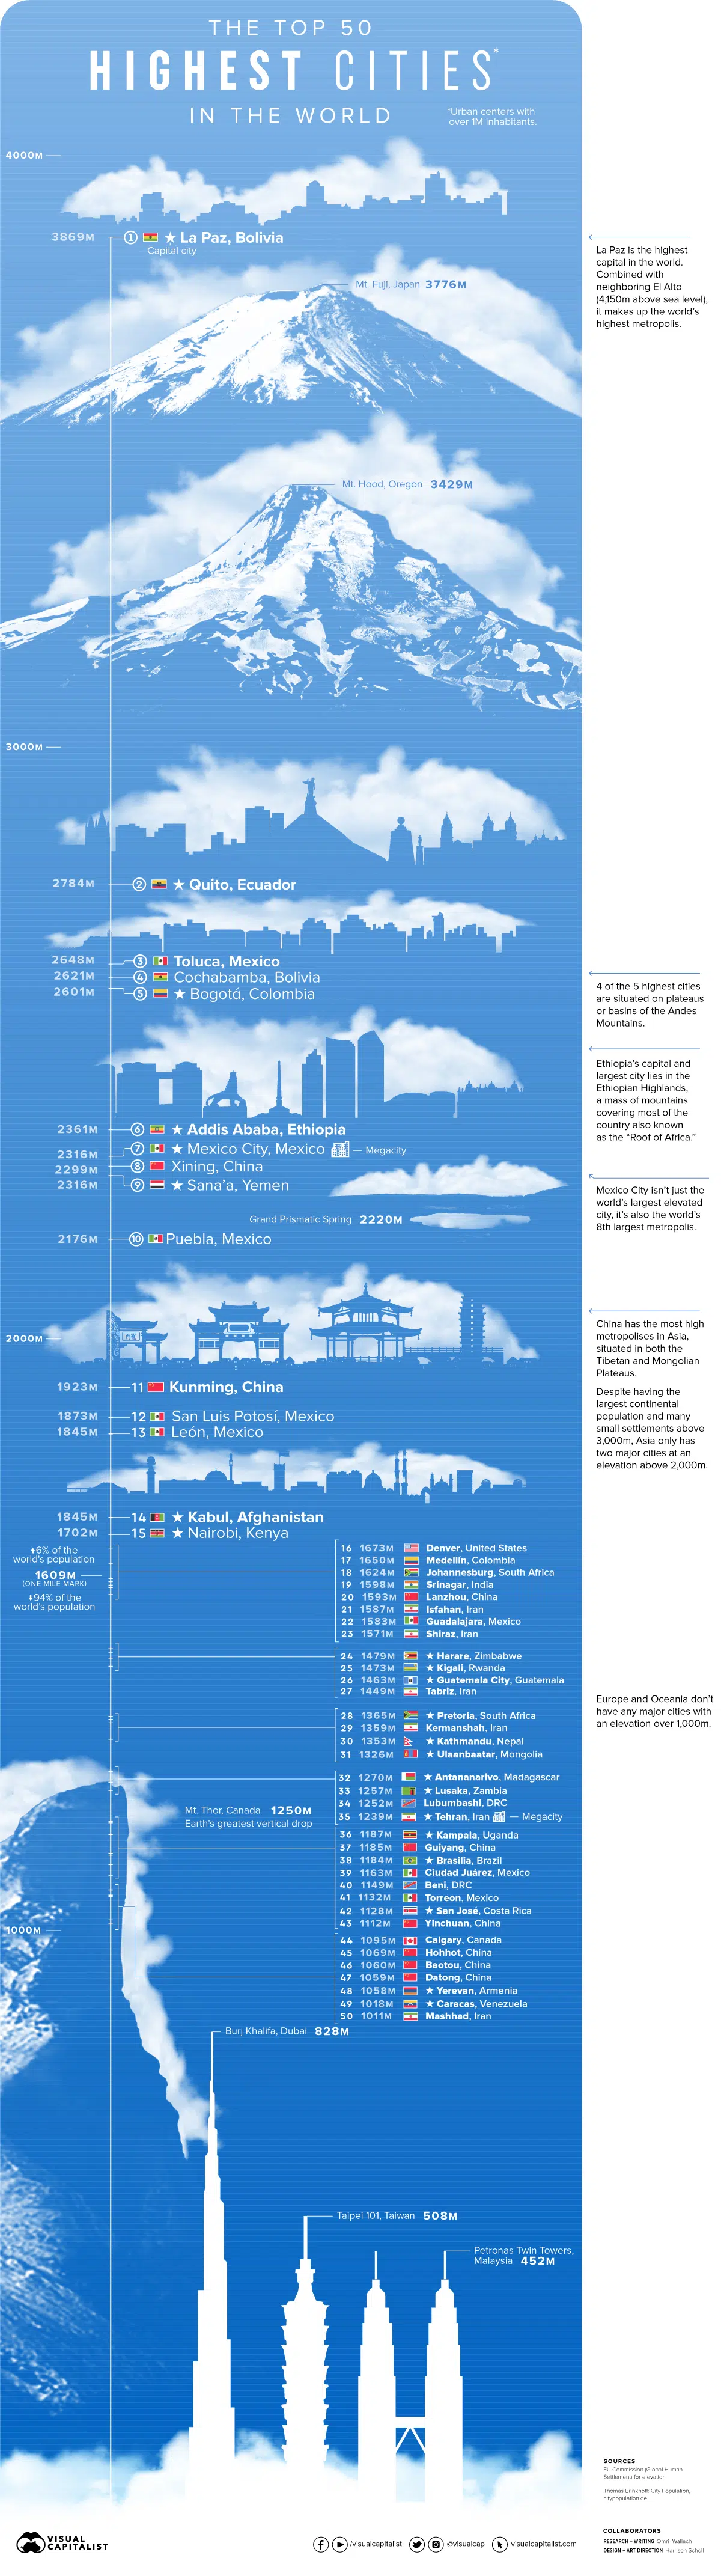 THE TOP 50
HIGHEST CITIES*
IN THE WORLD
*Urban centers with
over 1M inhabitants.
4000M
3869M
1 ★ La Paz, Bolivia
Capital city
La Paz is the highest
capital in the world.
Combined with
neighboring El Alto
(4,150m above sea level),
it makes up the world's
highest metropolis.
Mt. Fuji, Japan 3776M
Mt. Hood, Oregon 3429M
3000M
2784M 2 ★ Quito, Ecuador
2648M 3 Toluca, Mexico
2621M 4 Cochabamba, Bolivia
2601M 5 ★ Bogotá, Colombia
4 of the 5 highest cities
are situated on plateaus
or basins of the Andes
Mountains.
Ethiopia's capital and
largest city lies in the
Ethiopian Highlands,
a mass of mountains
covering most of the
country also known
as the "Roof of Africa."
2361M 6 ★ Addis Ababa, Ethiopia
2316M 7 ★ Mexico City, Mexico — Megacity
2299M 8 Xining, China
2316M 9 ★ Sana'a, Yemen
Mexico City isn't just the
world's largest elevated
city, it's also the world's
8th largest metropolis.
Grand Prismatic Spring 2220M
2176M 10 Puebla, Mexico
2000M
China has the most high
metropolises in Asia,
situated in both the
Tibetan and Mongolian
Plateaus.
Despite having the
largest continental
population and many
small settlements above
3,000m, Asia only has
two major cities at an
elevation above 2,000m.
1923M 11 Kunming, China
1873M 12 San Luis Potosí, Mexico
1845M 13 León, Mexico
1845M 14 ★ Kabul, Afghanistan
1702M 15 ★ Nairobi, Kenya
↑6% of the
world's population
1609M
(ONE MILE MARK)
↓94% of the
world's population
16 1673M Denver, United States
17 1650M Medellín, Colombia
18 1624M Johannesburg, South Africa
19 1598M Srinagar, India
20 1593M Lanzhou, China
21 1587M Isfahan, Iran
22 1583M Guadalajara, Mexico
23 1571M Shiraz, Iran
24 1479M ★ Harare, Zimbabwe
25 1473M ★ Kigali, Rwanda
26 1463M ★ Guatemala City, Guatemala
27 1449M Tabriz, Iran
Europe and Oceania don't
have any major cities with
an elevation over 1,000m.
28 1365M ★ Pretoria, South Africa
29 1359M Kermanshah, Iran
30 1353M ★ Kathmandu, Nepal
31 1326M ★ Ulaanbaatar, Mongolia
32 1270M ★ Antananarivo, Madagascar
33 1257M ★ Lusaka, Zambia
34 1252M Lubumbashi, DRC
35 1239M ★ Tehran, Iran — Megacity
Mt. Thor, Canada 1250M
Earth's greatest vertical drop
36 1187M ★ Kampala, Uganda
37 1185M Guiyang, China
38 1184M ★ Brasilia, Brazil
39 1163M Ciudad Juárez, Mexico
40 1149M Beni, DRC
41 1132M Torreon, Mexico
42 1128M ★ San José, Costa Rica
43 1112M Yinchuan, China
1000M
44 1095M Calgary, Canada
45 1069M Hohhot, China
46 1060M Baotou, China
47 1059M Datong, China
48 1058M ★ Yerevan, Armenia
49 1018M ★ Caracas, Venezuela
50 1011M Mashhad, Iran
Burj Khalifa, Dubai 828M
Taipei 101, Taiwan 508M
Petronas Twin Towers,
Malaysia 452M
SOURCES
EU Commission (Global Human
Settlement) for elevation
Thomas Brinkhoff: City Population,
citypopulation.de
COLLABORATORS
RESEARCH + WRITING Omri Wallach
DESIGN + ART DIRECTION Harrison Schell
VISUAL
CAPITALIST
/visualcapitalist
@visualcap
visualcapitalist.com